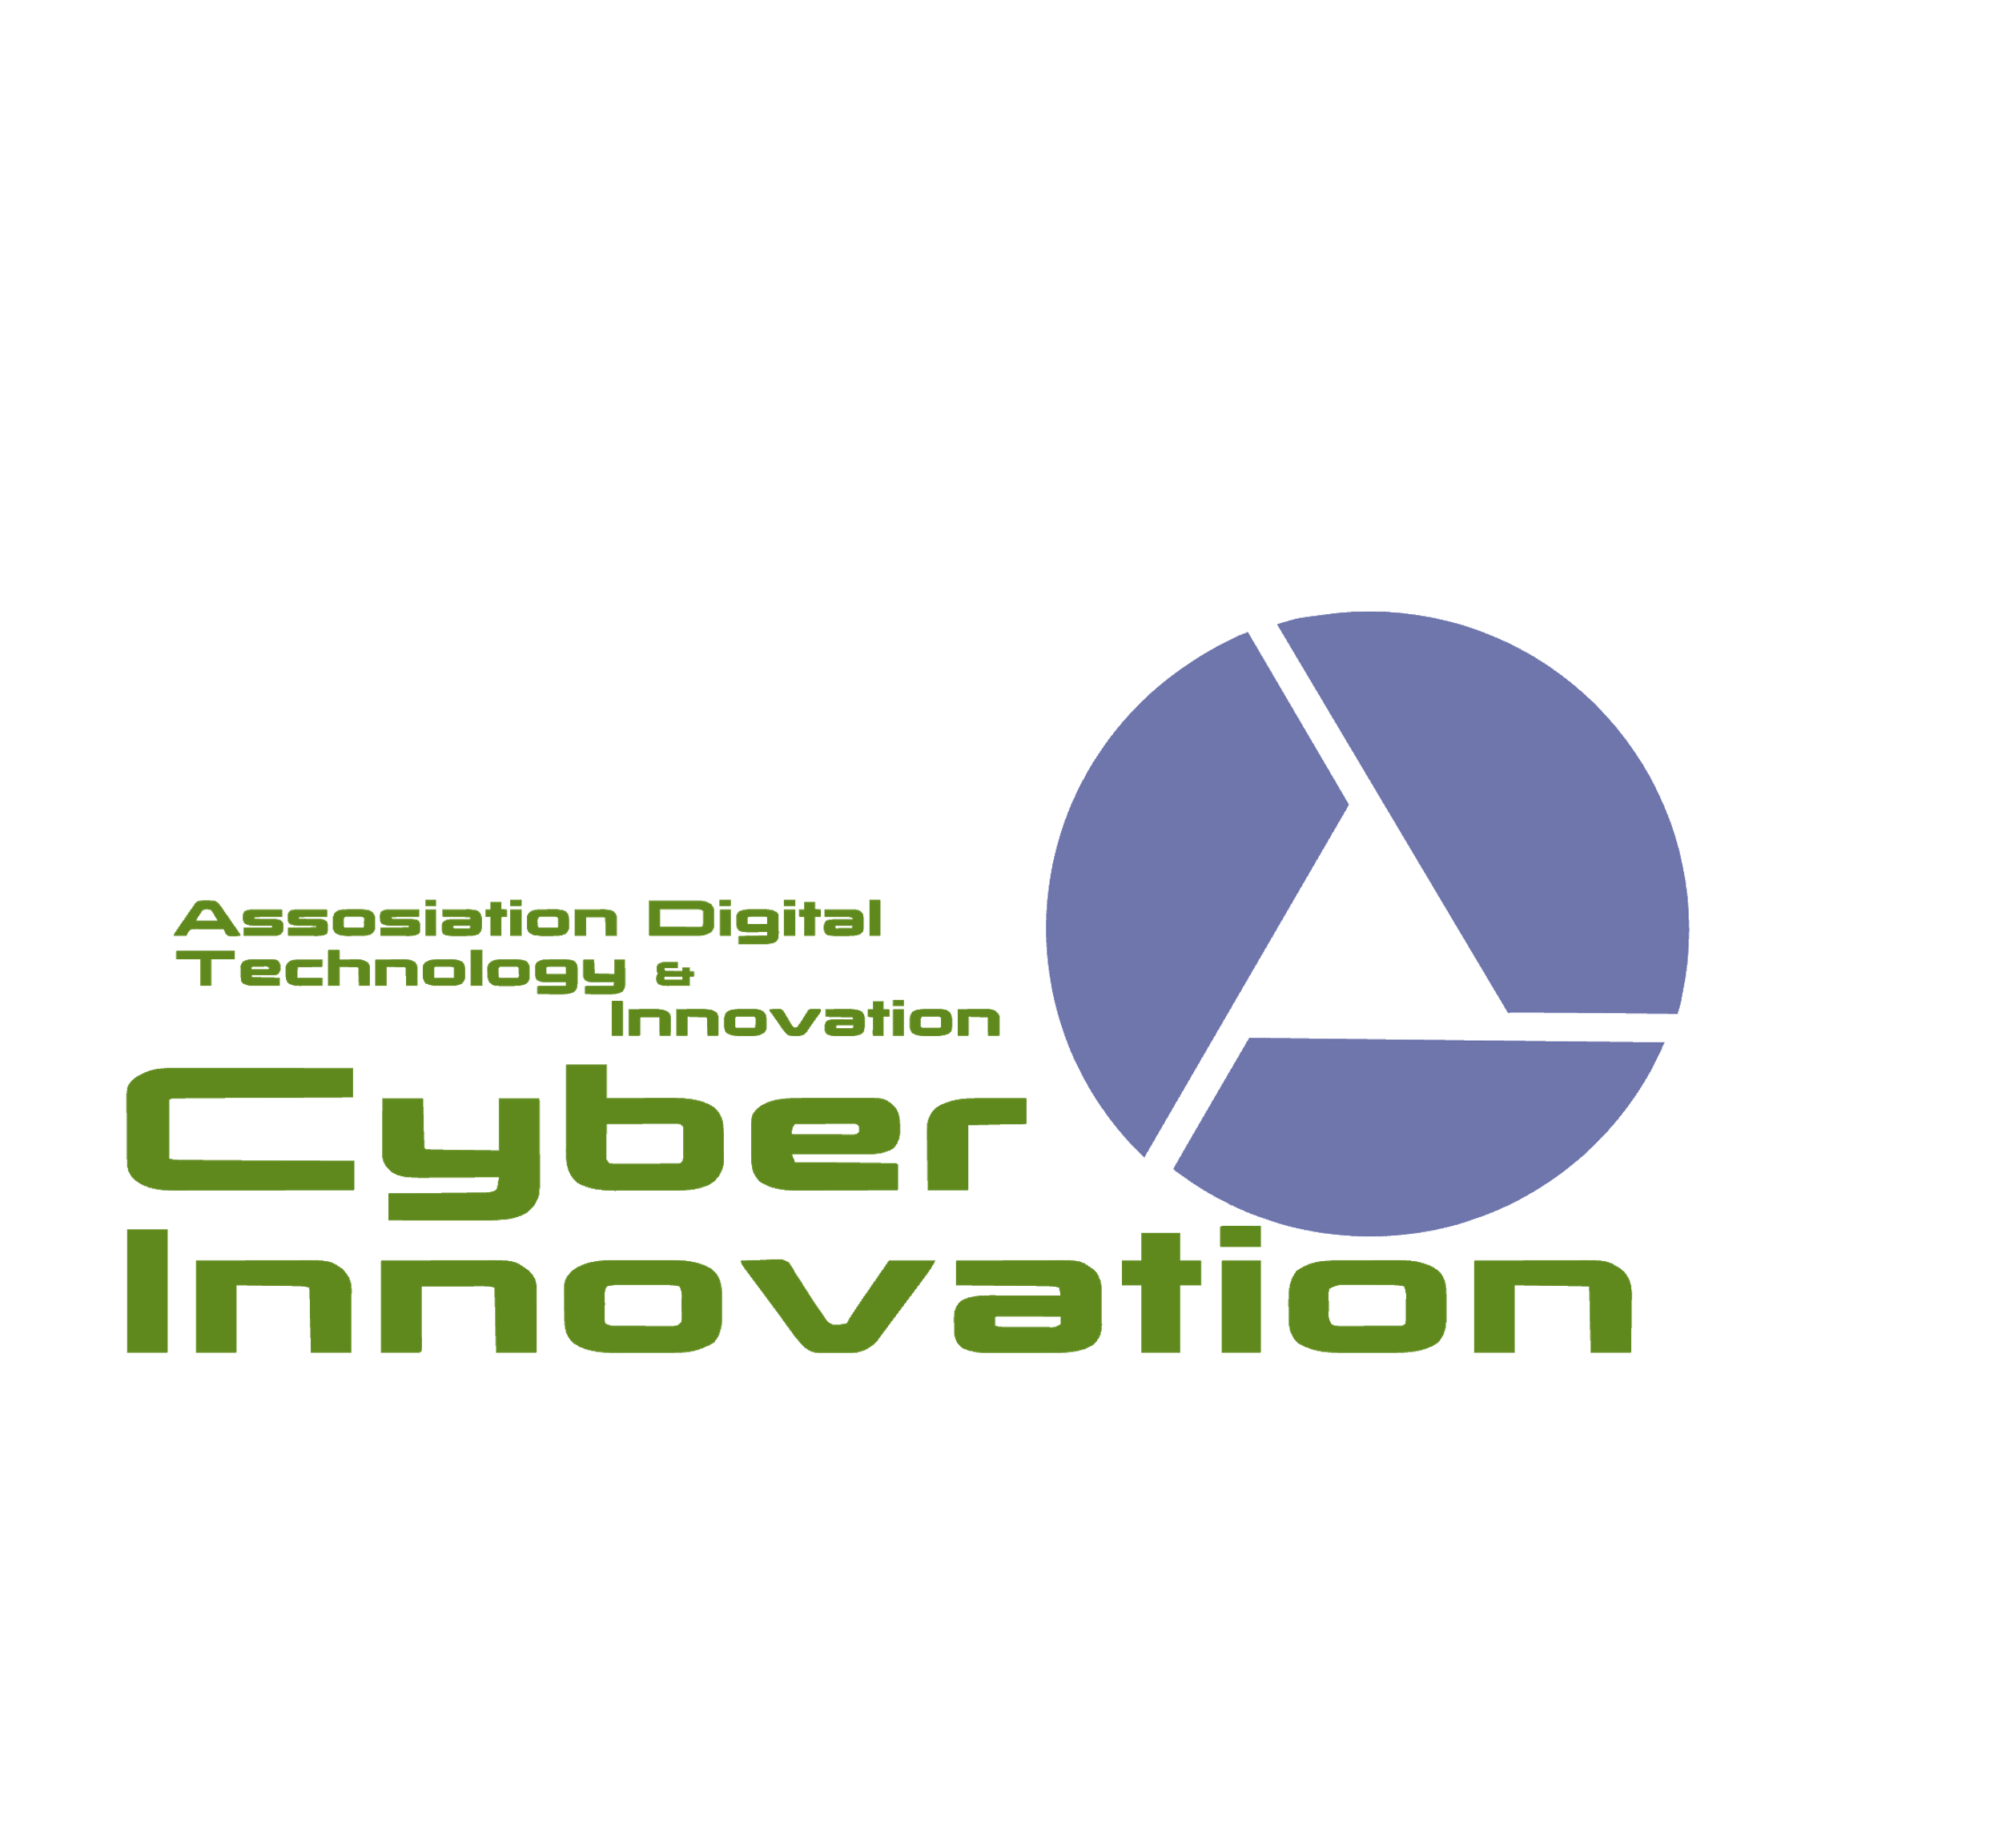 Assosiation Digital
Technology &
Innovation
Cyber
Innovation